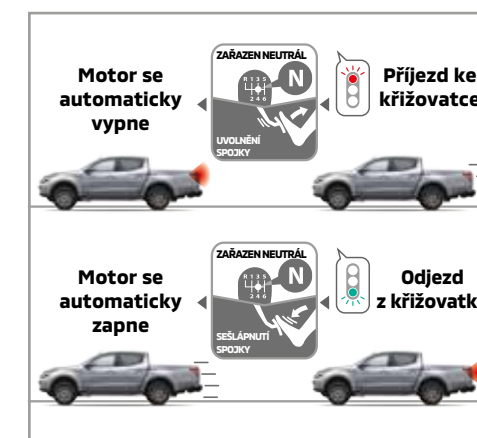 ZAŘAZEN NEUTRÁL
Motor se
automaticky
vypne
R 1 3 5
N
2 4 6
Příjezd ke
křižovatce
UVOLNĚNÍ
SPOJKY
ZAŘAZEN NEUTRÁL
Motor se
automaticky
zapne
R 1 3 5
N
2 4 6
Odjezd
z křižovatk
SEŠLÁPNUTÍ
SPOJKY